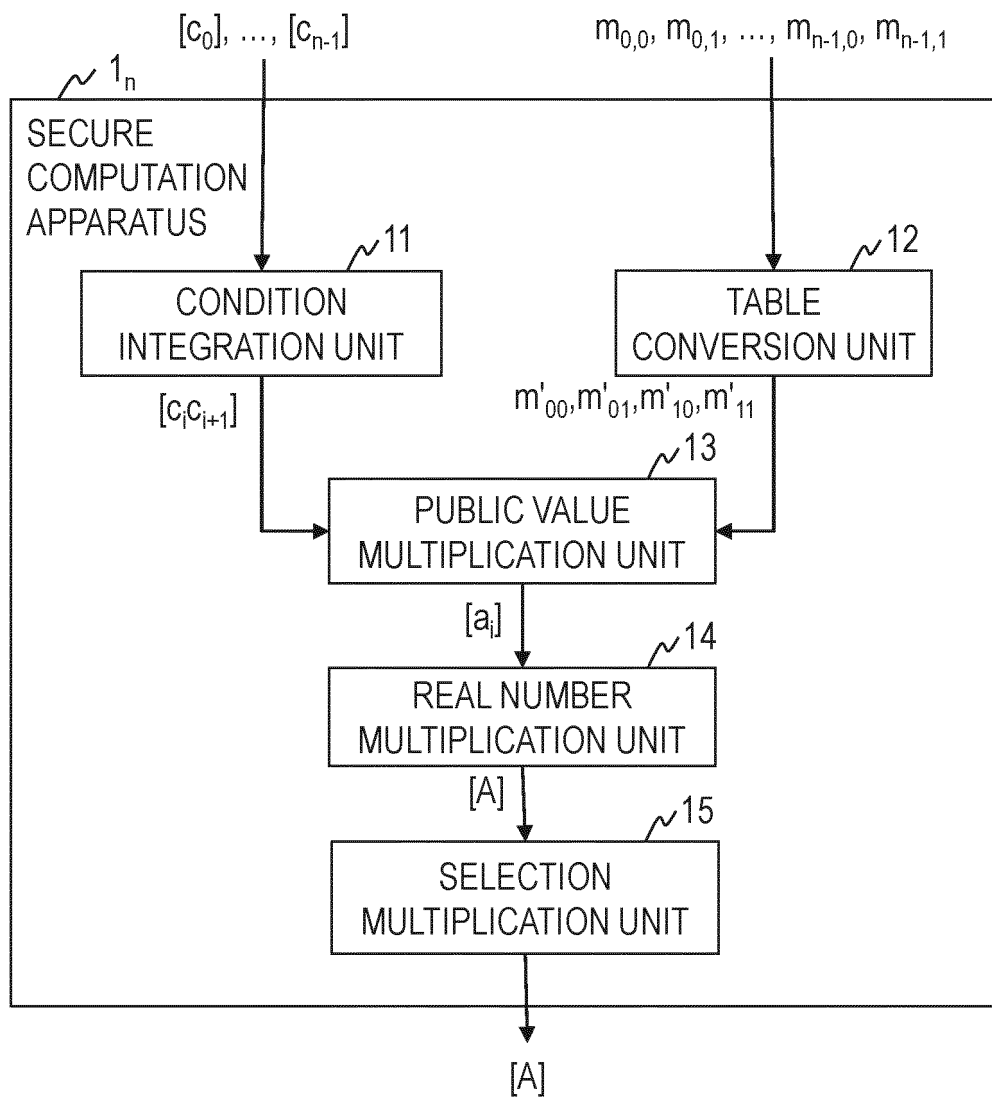 [c₀], ..., [cₙ₋₁]
m₀,₀, m₀,₁, ..., mₙ₋₁,₀, mₙ₋₁,₁
1ₙ
SECURE
COMPUTATION
APPARATUS
11
CONDITION
INTEGRATION UNIT
12
TABLE
CONVERSION UNIT
[cᵢcᵢ₊₁]
m'₀₀,m'₀₁,m'₁₀,m'₁₁
13
PUBLIC VALUE
MULTIPLICATION UNIT
[aᵢ]
14
REAL NUMBER
MULTIPLICATION UNIT
[A]
15
SELECTION
MULTIPLICATION UNIT
[A]